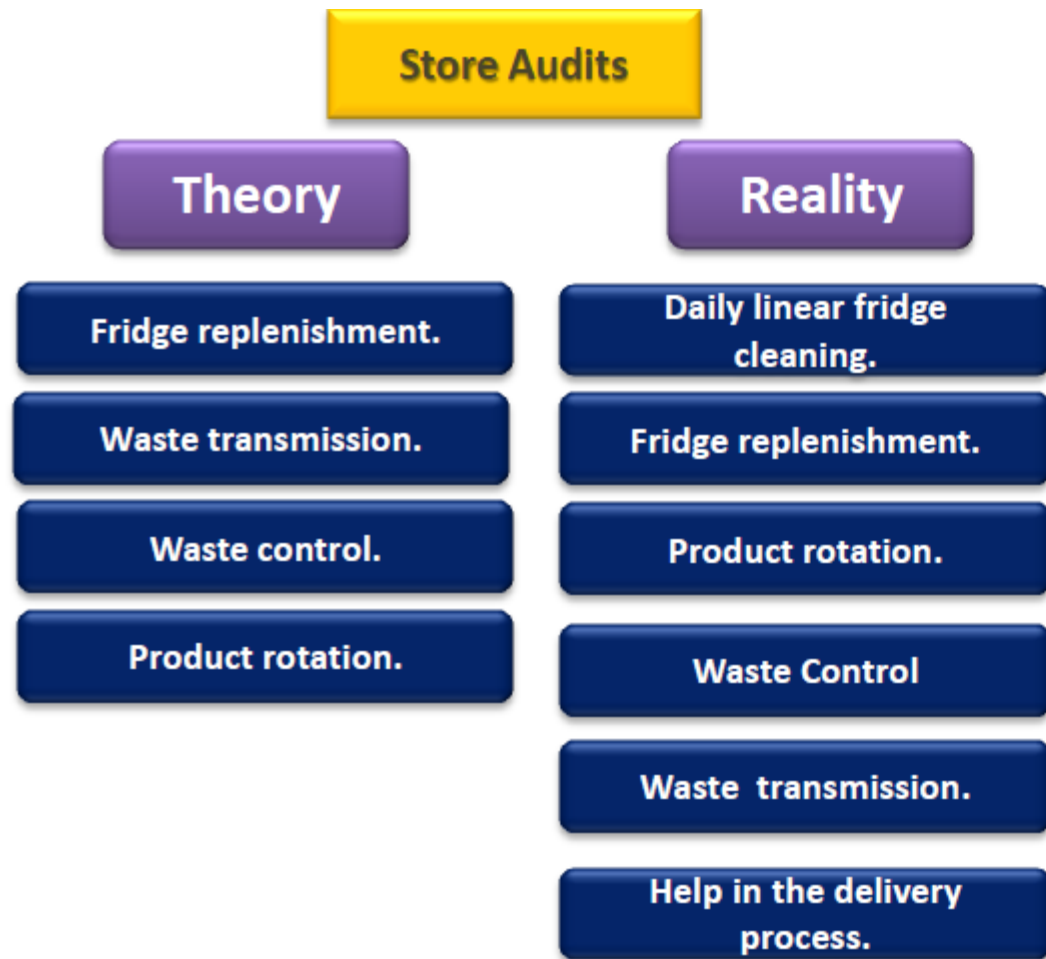 Store Audits
Theory
Reality
Fridge replenishment.
Waste transmission.
Waste control.
Product rotation.
Daily linear fridge
cleaning.
Fridge replenishment.
Product rotation.
Waste Control
Waste  transmission.
Help in the delivery
process.